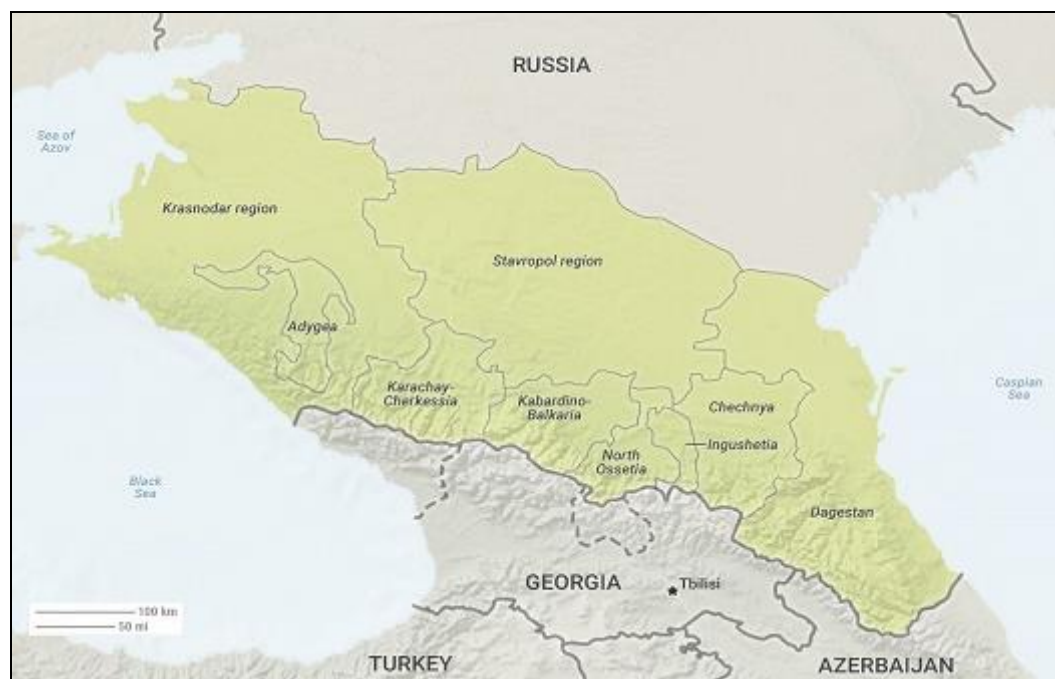 RUSSIA
Sea of
Azov
Krasnodar region
Stavropol region
Adygea
Karachay-
Cherkessia
Kabardino-
Balkaria
Chechnya
Caspian
Sea
Ingushetia
North
Ossetia
Black
Sea
Dagestan
GEORGIA
Tbilisi
100 km
50 mi
TURKEY
AZERBAIJAN